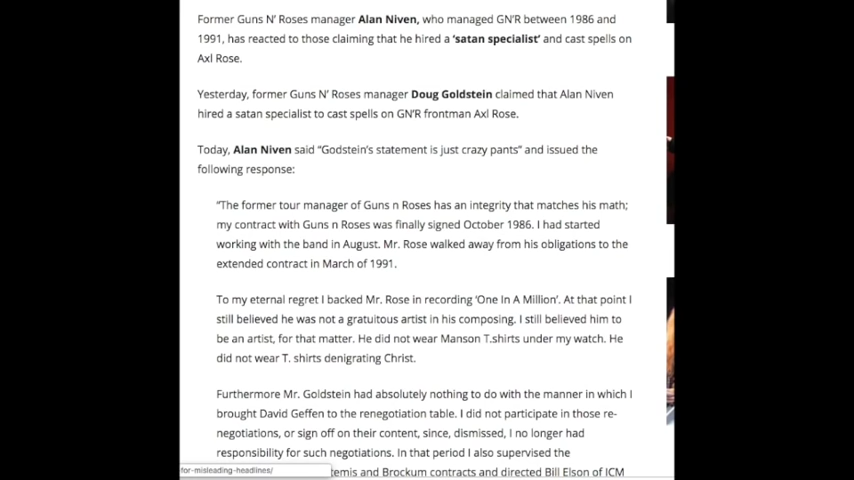 Former Guns N' Roses manager Alan Niven, who managed GN'R between 1986 and
1991, has reacted to those claiming that he hired a 'satan specialist' and cast spells on
Axl Rose.
Yesterday, former Guns N' Roses manager Doug Goldstein claimed that Alan Niven
hired a satan specialist to cast spells on GN'R frontman Axl Rose.
Today, Alan Niven said "Godstein's statement is just crazy pants" and issued the
following response:
"The former tour manager of Guns n Roses has an integrity that matches his math;
my contract with Guns n Roses was finally signed October 1986. I had started
working with the band in August. Mr. Rose walked away from his obligations to the
extended contract in March of 1991.
To my eternal regret I backed Mr. Rose in recording 'One In A Million'. At that point I
still believed he was not a gratuitous artist in his composing. I still believed him to
be an artist, for that matter. He did not wear Manson T.shirts under my watch. He
did not wear T. shirts denigrating Christ.
Furthermore Mr. Goldstein had absolutely nothing to do with the manner in which I
brought David Geffen to the renegotiation table. I did not participate in those re-
negotiations, or sign off on their content, since, dismissed, I no longer had
responsibility for such negotiations. In that period I also supervised the
for-misleading-headlines/
temis and Brockum contracts and directed Bill Elson of ICM